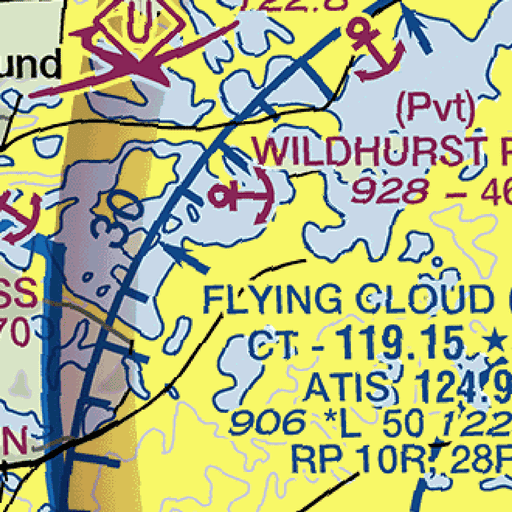 122.8
U
und
(Pvt)
WILDHURST
928 - 46
30
SS
70
N
FLYING CLOUD (
CT - 119.15 ★
ATIS 124.9
906 *L 50 122
RP 10R, 28R